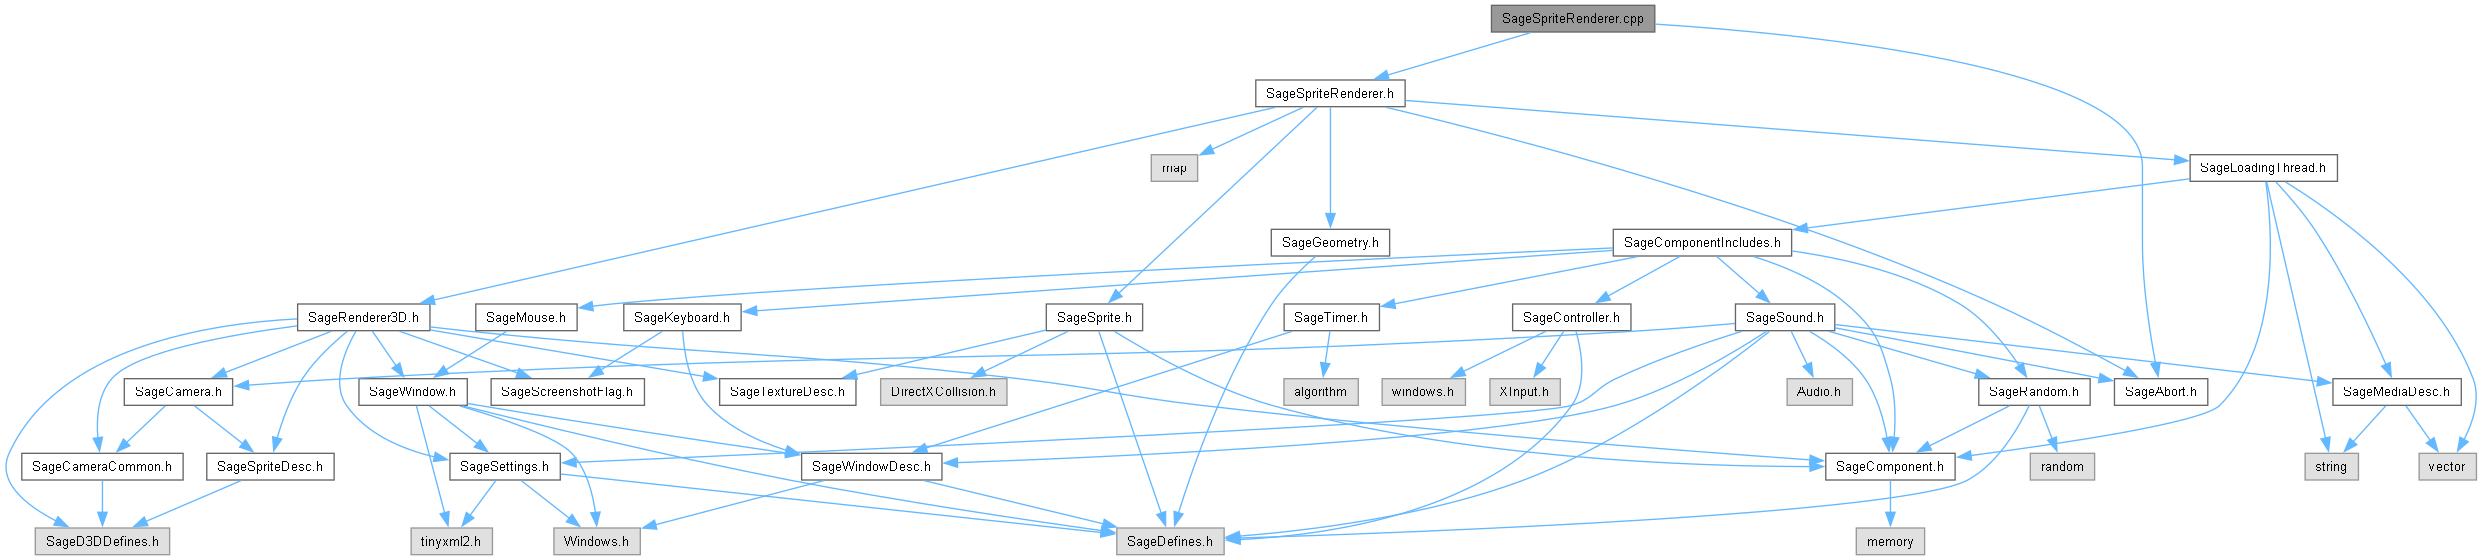 SageSpriteRenderer.cpp
SageSpriteRenderer.h
map
SageLoadingThread.h
SageGeometry.h
SageComponentIncludes.h
SageRenderer3D.h
SageMouse.h
SageKeyboard.h
SageSprite.h
SageTimer.h
SageController.h
SageSound.h
SageCamera.h
SageWindow.h
SageScreenshotFlag.h
SageTextureDesc.h
DirectXCollision.h
algorithm
windows.h
XInput.h
Audio.h
SageRandom.h
SageAbort.h
SageMediaDesc.h
SageCameraCommon.h
SageSpriteDesc.h
SageSettings.h
SageWindowDesc.h
SageComponent.h
random
string
vector
SageD3DDefines.h
tinyxml2.h
Windows.h
SageDefines.h
memory